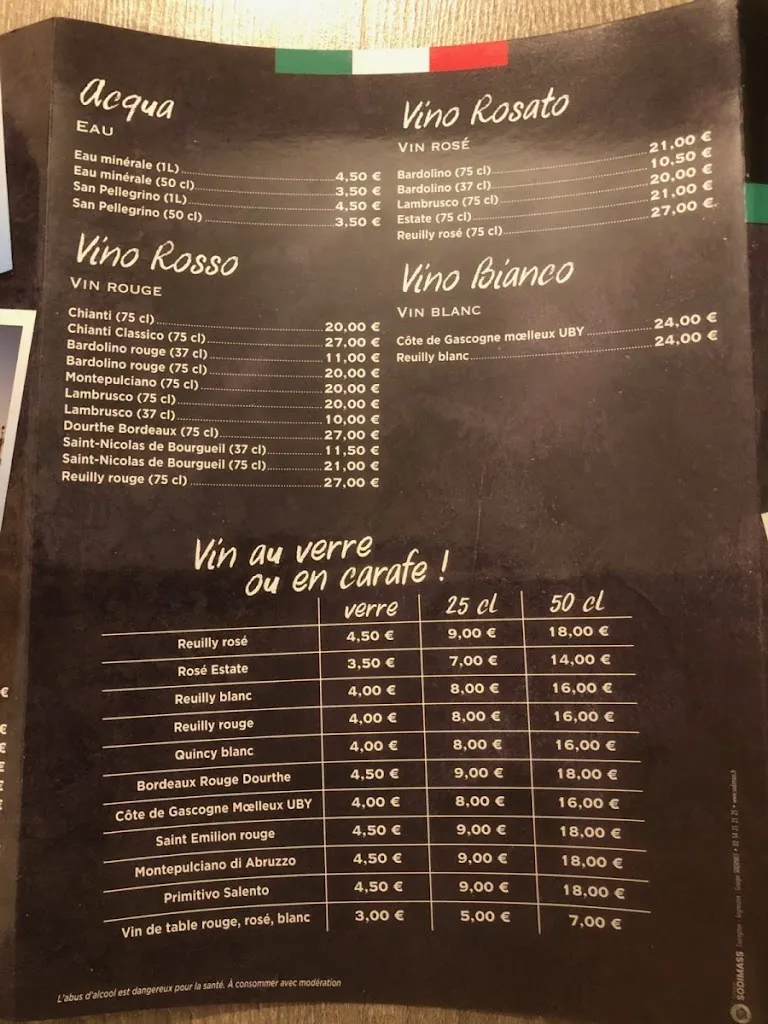 Acqua
EAU
Eau minérale (1L) 4,50 €
Eau minérale (50 cl) 3,50 €
San Pellegrino (1L) 4,50 €
San Pellegrino (50 cl) 3,50 €
Vino Rosso
VIN ROUGE
Chianti (75 cl) 20,00 €
Chianti Classico (75 cl) 27,00 €
Bardolino rouge (37 cl) 11,00 €
Bardolino rouge (75 cl) 20,00 €
Montepulciano (75 cl) 20,00 €
Lambrusco (75 cl) 20,00 €
Lambrusco (37 cl) 10,00 €
Dourthe Bordeaux (75 cl) 27,00 €
Saint-Nicolas de Bourgueil (37 cl) 11,50 €
Saint-Nicolas de Bourgueil (75 cl) 21,00 €
Reuilly rouge (75 cl) 27,00 €
Vino Rosato
VIN ROSÉ
Bardolino (75 cl) 21,00 €
Bardolino (37 cl) 10,50 €
Lambrusco (75 cl) 20,00 €
Estate (75 cl) 21,00 €
Reuilly rosé (75 cl) 27,00 €
Vino Bianco
VIN BLANC
Côte de Gascogne mœlleux UBY 24,00 €
Reuilly blanc 24,00 €
Vin au verre
ou en carafe !
verre 25 cl 50 cl
Reuilly rosé 4,50 € 9,00 € 18,00 €
Rosé Estate 3,50 € 7,00 € 14,00 €
Reuilly blanc 4,00 € 8,00 € 16,00 €
Reuilly rouge 4,00 € 8,00 € 16,00 €
Quincy blanc 4,00 € 8,00 € 16,00 €
Bordeaux Rouge Dourthe 4,50 € 9,00 € 18,00 €
Côte de Gascogne Mœlleux UBY 4,00 € 8,00 € 16,00 €
Saint Emilion rouge 4,50 € 9,00 € 18,00 €
Montepulciano di Abruzzo 4,50 € 9,00 € 18,00 €
Primitivo Salento 4,50 € 9,00 € 18,00 €
Vin de table rouge, rosé, blanc 3,00 € 5,00 € 7,00 €
L'abus d'alcool est dangereux pour la santé. À consommer avec modération
SODIMASS
€
€
€
€
€
€